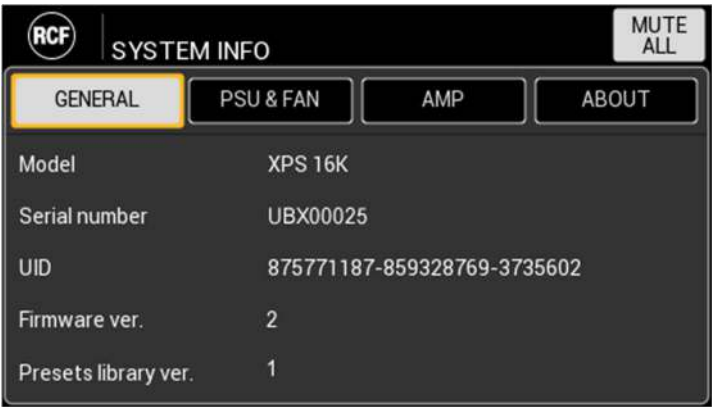 RCF
SYSTEM INFO
MUTE
ALL
GENERAL PSU & FAN AMP ABOUT
Model XPS 16K
Serial number UBX00025
UID 875771187-859328769-3735602
Firmware ver. 2
Presets library ver. 1